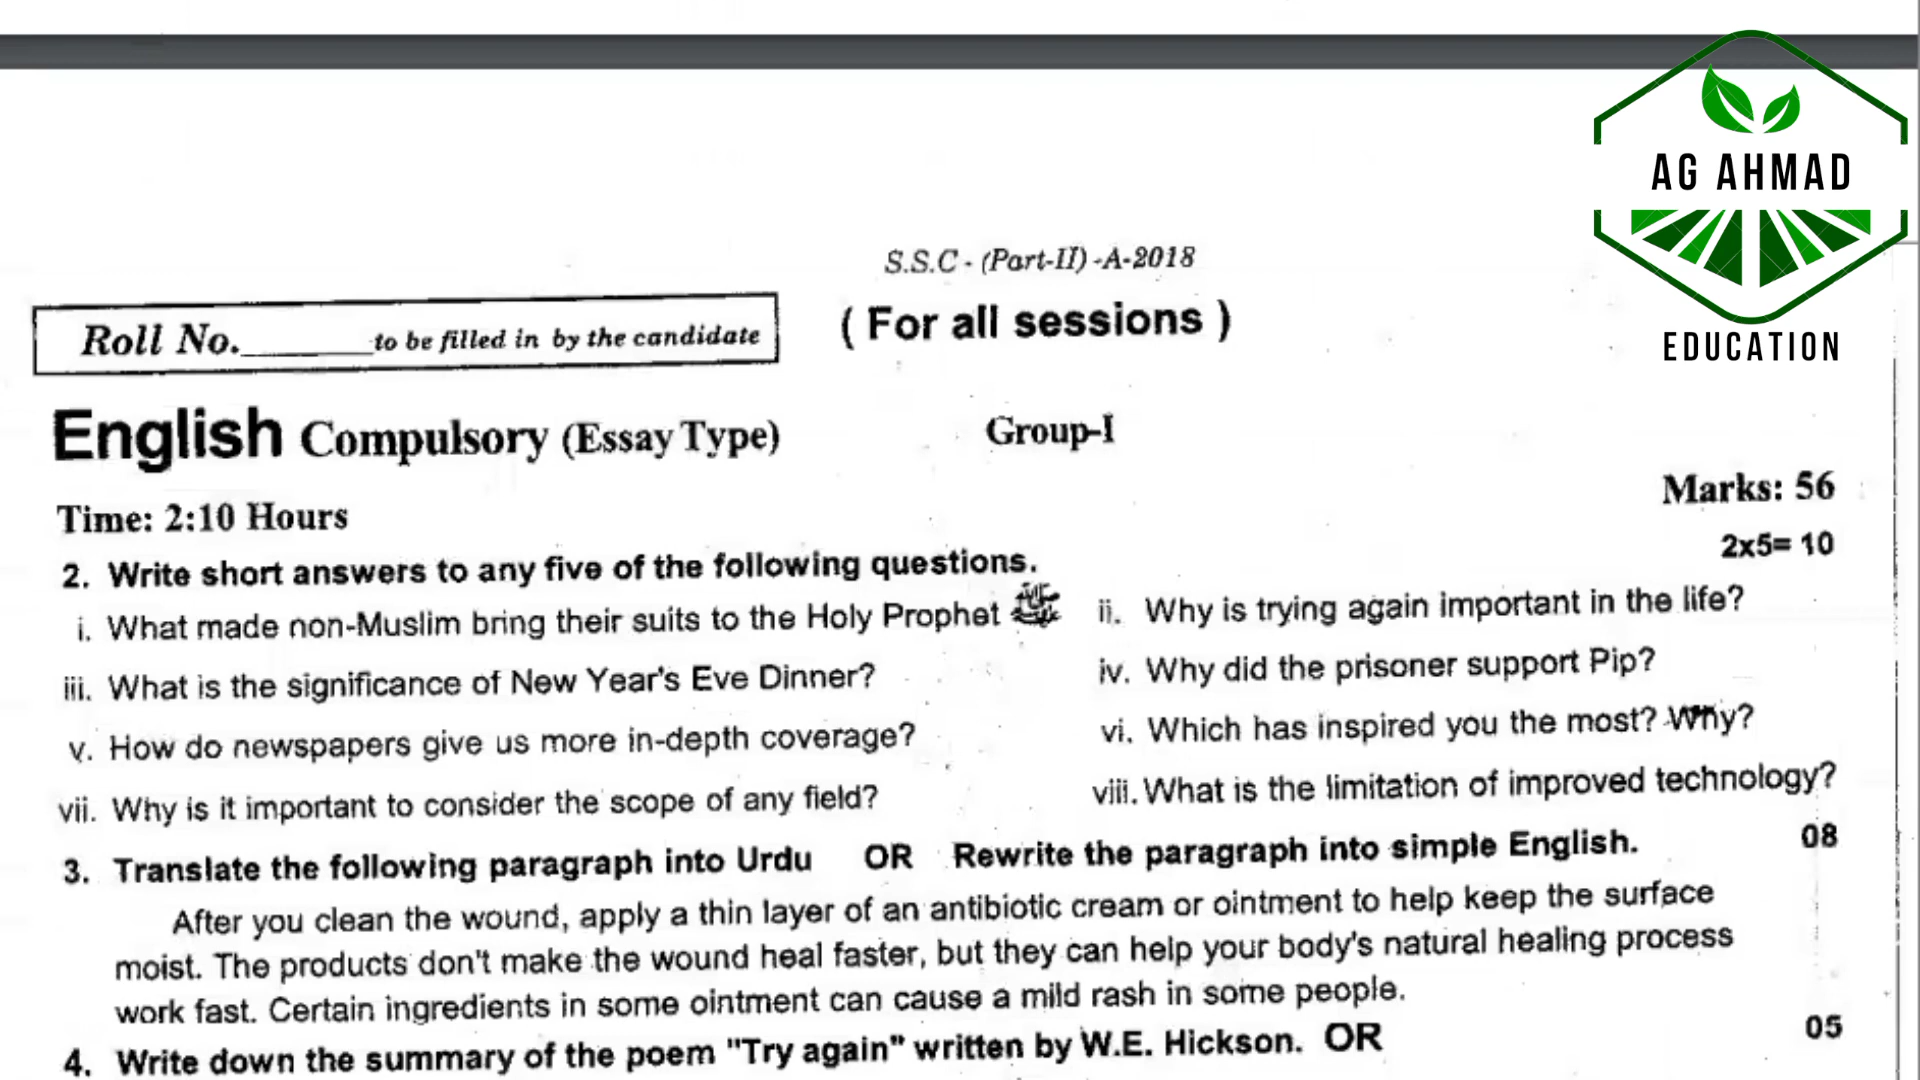 AG AHMAD
EDUCATION
S.S.C - (Part-II) -A-2018
Roll No.______to be filled in by the candidate
( For all sessions )
English Compulsory (Essay Type) Group-I
Marks: 56
Time: 2:10 Hours
2x5= 10
2. Write short answers to any five of the following questions.
i. What made non-Muslim bring their suits to the Holy Prophet ﷺ ii. Why is trying again important in the life?
iii. What is the significance of New Year's Eve Dinner? iv. Why did the prisoner support Pip?
v. How do newspapers give us more in-depth coverage? vi. Which has inspired you the most? Why?
vii. Why is it important to consider the scope of any field? viii. What is the limitation of improved technology?
3. Translate the following paragraph into Urdu OR Rewrite the paragraph into simple English. 08
After you clean the wound, apply a thin layer of an antibiotic cream or ointment to help keep the surface
moist. The products don't make the wound heal faster, but they can help your body's natural healing process
work fast. Certain ingredients in some ointment can cause a mild rash in some people.
4. Write down the summary of the poem "Try again" written by W.E. Hickson. OR 05